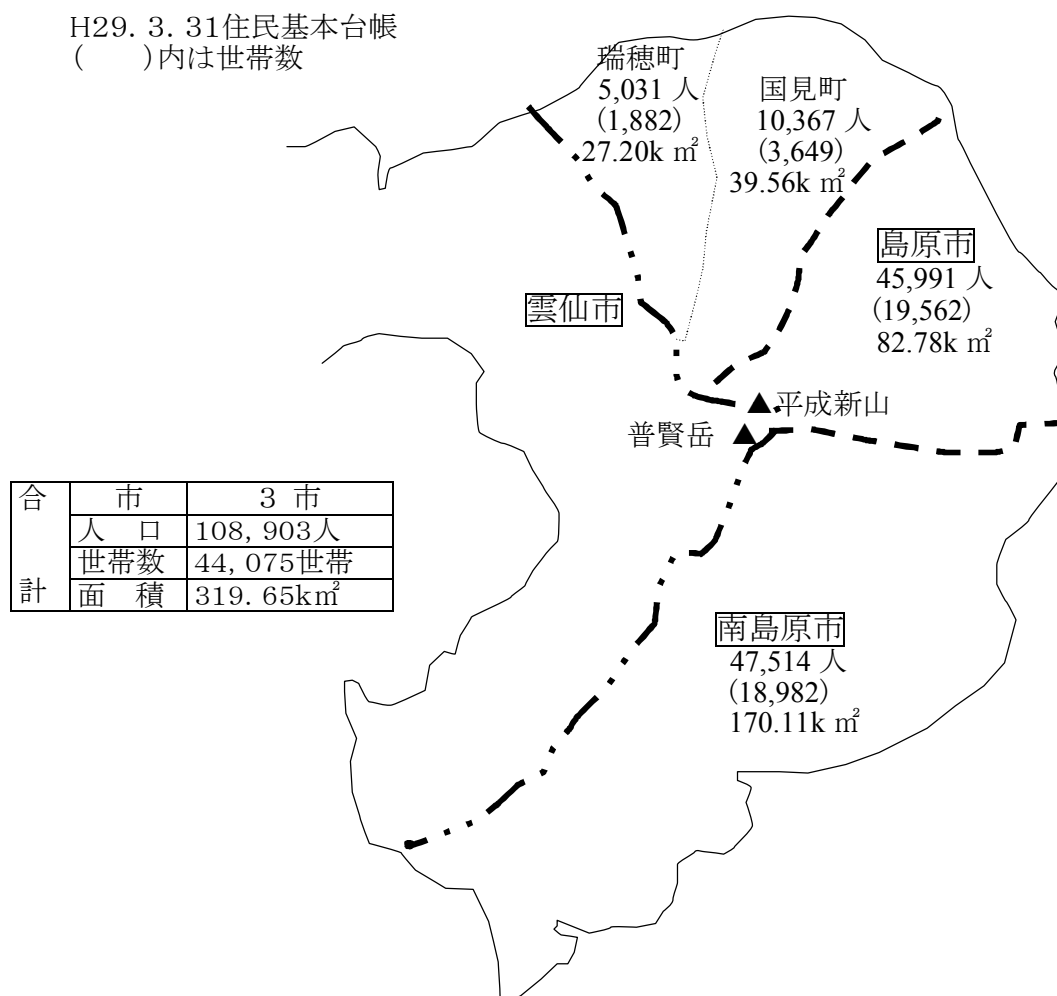 H29.3.31住民基本台帳
(　　)内は世帯数
瑞穂町
5,031 人
(1,882)
27.20k ㎡
国見町
10,367 人
(3,649)
39.56k ㎡
島原市
45,991 人
(19,562)
82.78k ㎡
雲仙市
▲平成新山
普賢岳 ▲
合計
市 3 市
人　口 108,903人
世帯数 44,075世帯
面　積 319.65k㎡
南島原市
47,514 人
(18,982)
170.11k ㎡